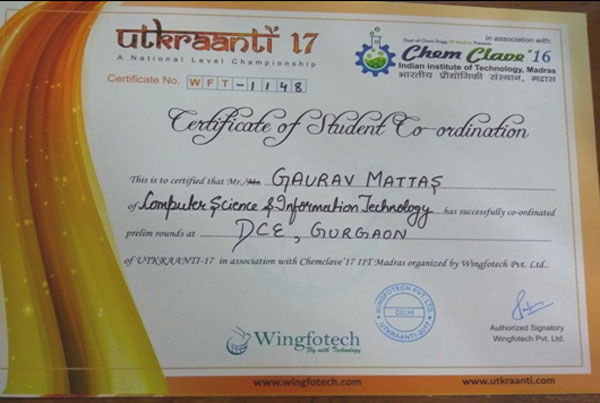 utkraanti' 17
A National Level Championship
Certificate No. WFT-1148
in association with:
Chem Clave'16
Indian Institute of Technology, Madras
भारतीय प्रौद्योगिकी संस्थान, मद्रास
Certificate of Student Co-ordination
This is to certified that Mr./Mr. GAURAV MATTAS
of Computer Science & Information Technology has successfully co-ordinated
prelim rounds at DCE, GURGAON
of UTKRAANTI-17 in association with Chemclave'17 IIT Madras organized by Wingfotech Pvt. Ltd..
WINGFOTECH PVT. LTD.
DELHI
UTKRAANTI-2017
Wingfotech
Fly with Technology
Authorized Signatory
Wingfotech Pvt. Ltd.
www.wingfotech.com
www.utkraanti.com